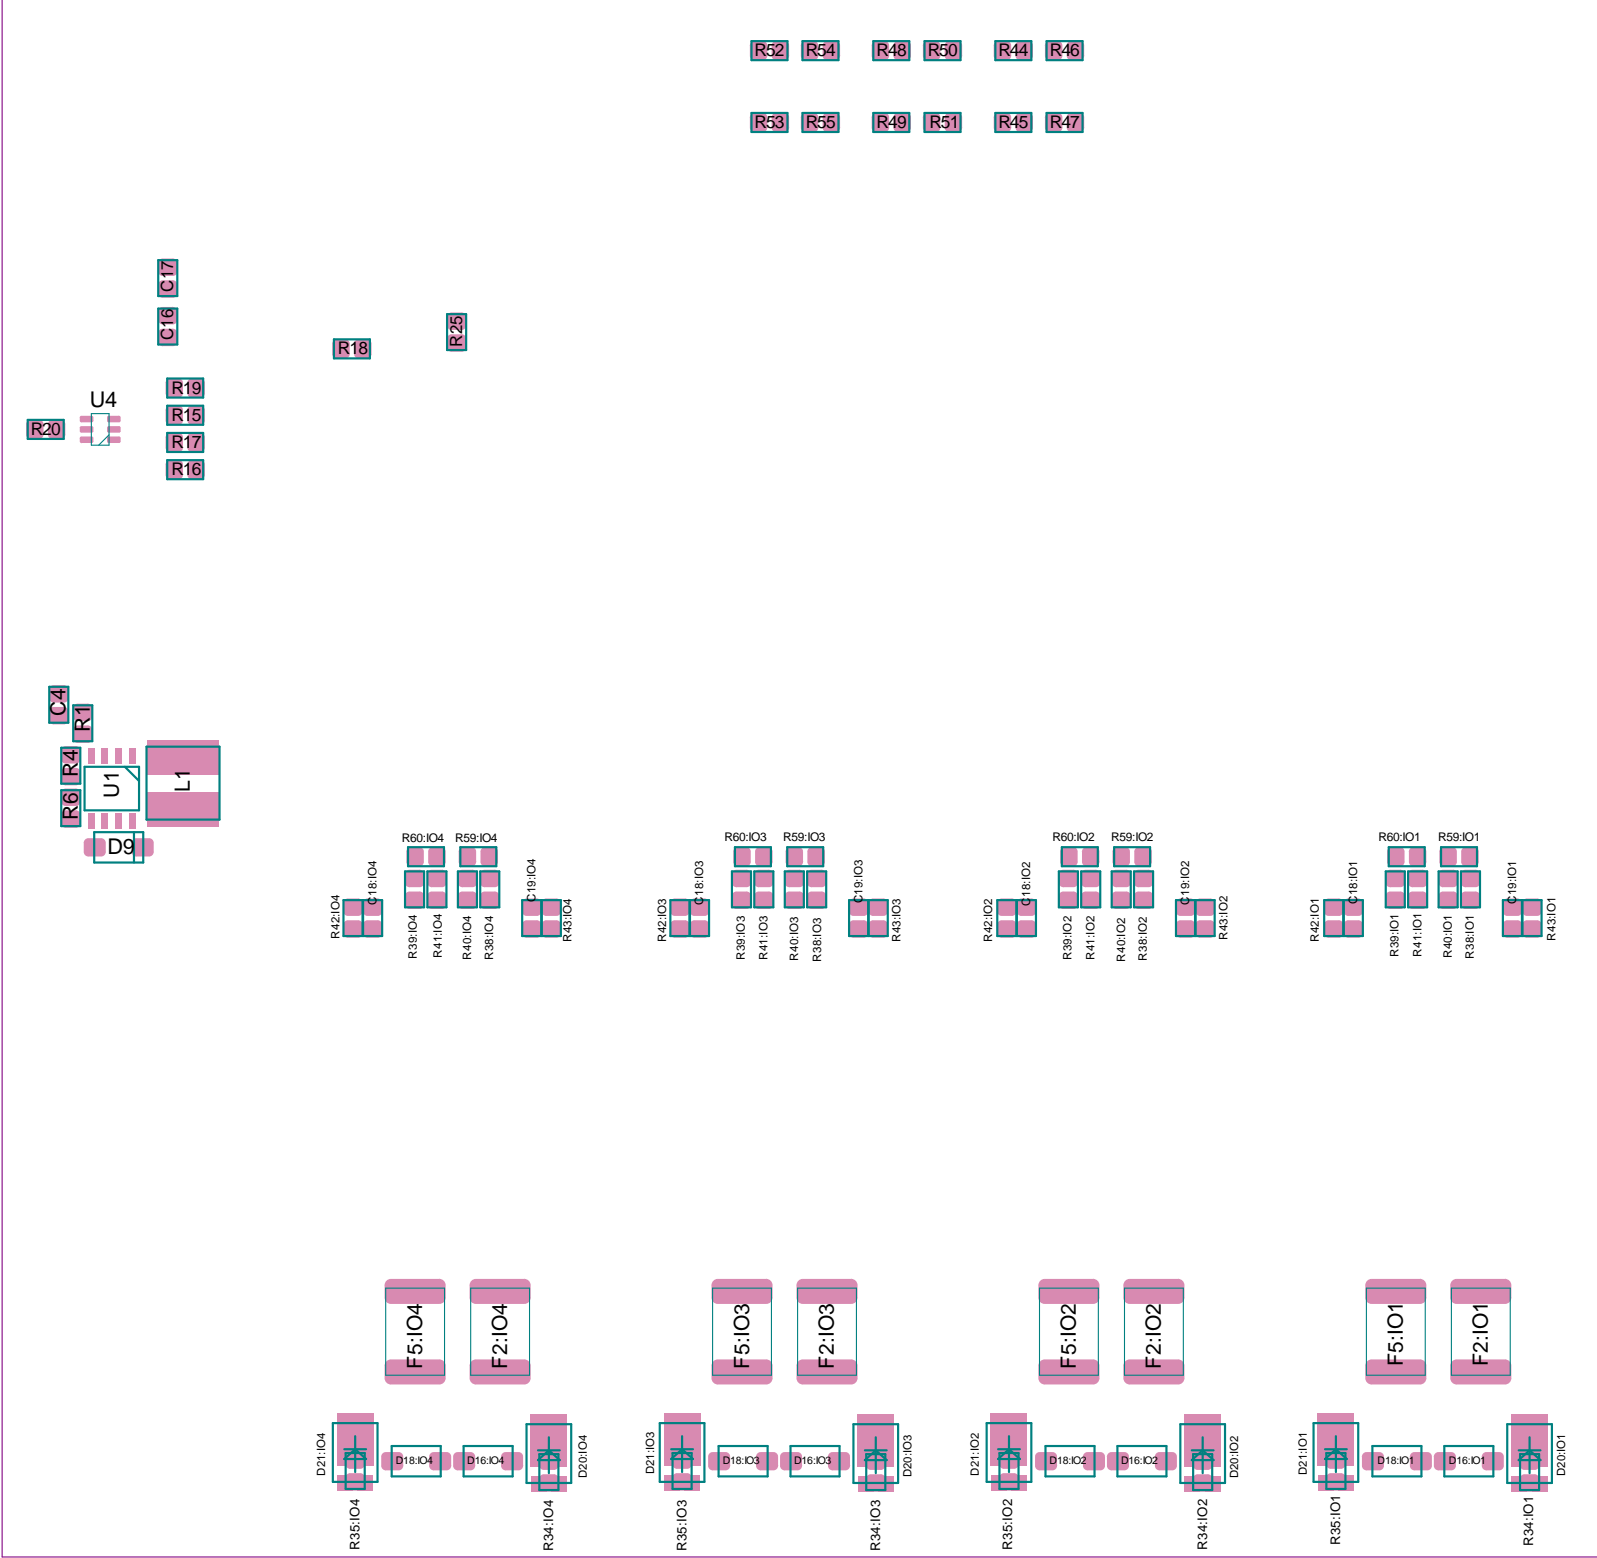 R52 R54 R48 R50 R44 R46
R53 R55 R49 R51 R45 R47
C17
C16
R25
R18
R19
U4
R15
R20
R17
R16
C4
R1
R4
U1
L1
R6
D9
R60:IO4 R59:IO4 R60:IO3 R59:IO3 R60:IO2 R59:IO2 R60:IO1 R59:IO1
C18:IO4 C19:IO4 C18:IO3 C19:IO3 C18:IO2 C19:IO2 C18:IO1 C19:IO1
R42:IO4 R43:IO4 R42:IO3 R43:IO3 R42:IO2 R43:IO2 R42:IO1 R43:IO1
R39:IO4 R41:IO4 R40:IO4 R38:IO4 R39:IO3 R41:IO3 R40:IO3 R38:IO3 R39:IO2 R41:IO2 R40:IO2 R38:IO2 R39:IO1 R41:IO1 R40:IO1 R38:IO1
F5:IO4 F2:IO4 F5:IO3 F2:IO3 F5:IO2 F2:IO2 F5:IO1 F2:IO1
D21:IO4 D18:IO4 D16:IO4 D20:IO4 D21:IO3 D18:IO3 D16:IO3 D20:IO3 D21:IO2 D18:IO2 D16:IO2 D20:IO2 D21:IO1 D18:IO1 D16:IO1 D20:IO1
R35:IO4 R34:IO4 R35:IO3 R34:IO3 R35:IO2 R34:IO2 R35:IO1 R34:IO1